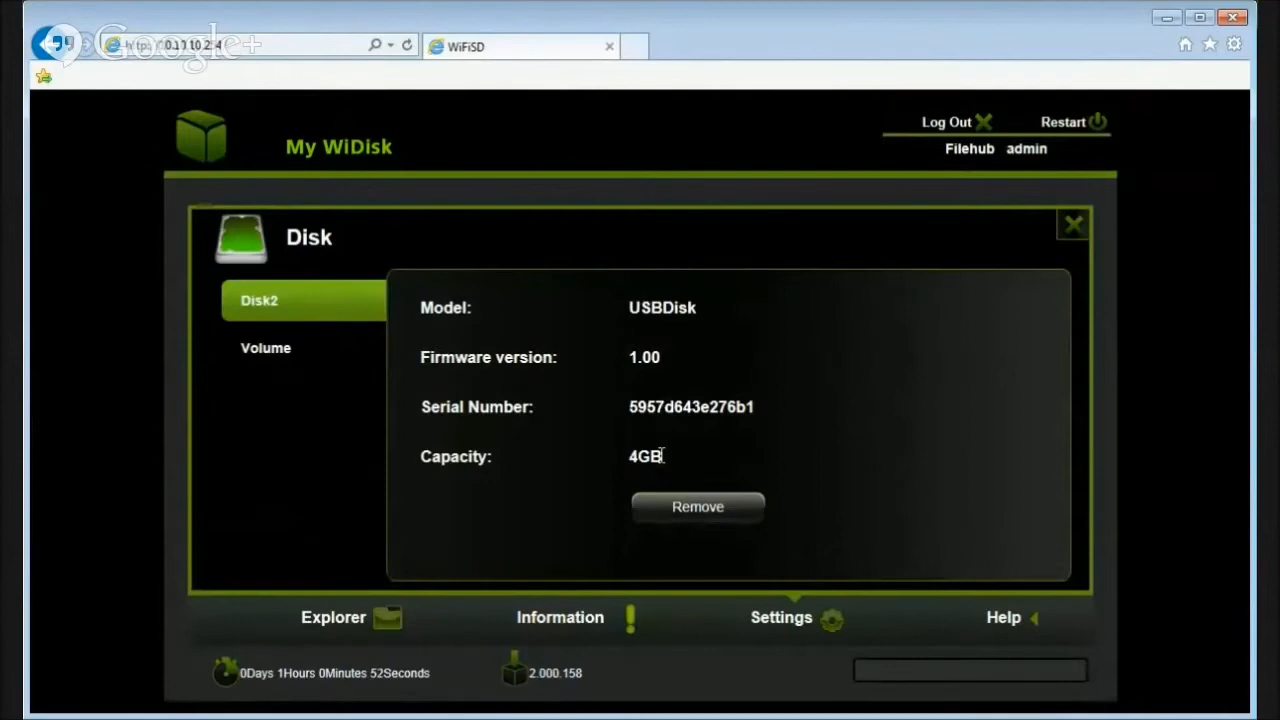 Google+
WiFiSD
My WiDisk
Log Out
Restart
Filehub admin
Disk
Disk2
Volume
Model: USBDisk
Firmware version: 1.00
Serial Number: 5957d643e276b1
Capacity: 4GB
Remove
Explorer
Information
Settings
Help
0Days 1Hours 0Minutes 52Seconds
2.000.158